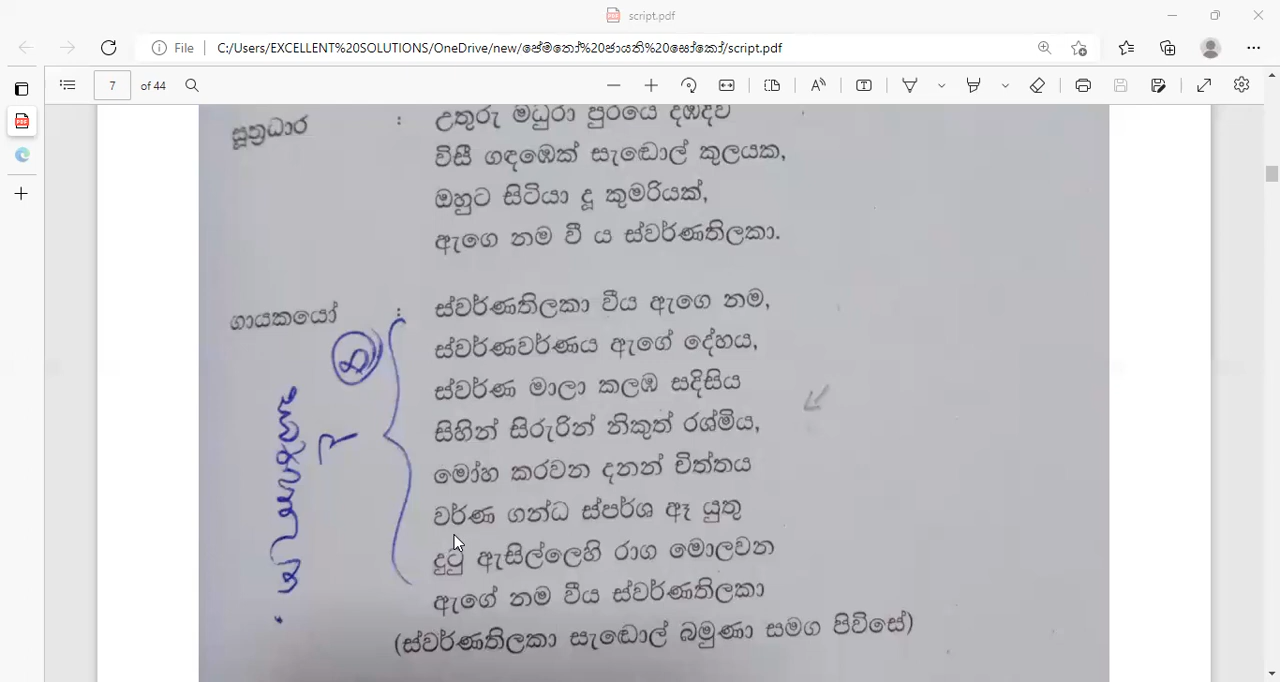 script.pdf
File C:/Users/EXCELLENT%20SOLUTIONS/OneDrive/new/පේමතෝ%20ජායති%20සෝකෝ/script.pdf
7 of 44
සූත්‍රධාර : උතුරු මධුරා පුරයෙ දඹදිව
විසී ගඳඹෙක් සැඬොල් කුලයක,
ඔහුට සිටියා දූ කුමරියක්,
ඇගෙ නම වී ය ස්වර්ණතිලකා.
ගායකයෝ : ස්වර්ණතිලකා වීය ඇගෙ නම,
ස්වර්ණවර්ණය ඇගේ දේහය,
ස්වර්ණ මාලා කලඹ සදිසිය
සිහින් සිරුරින් නිකුත් රශ්මිය,
මෝහ කරවන දනන් චිත්තය
වර්ණ ගන්ධ ස්පර්ශ ඈ යුතු
දුටු ඇසිල්ලෙහි රාග මොලවන
ඇගේ නම වීය ස්වර්ණතිලකා
(ස්වර්ණතිලකා සැඬොල් බමුණා සමග පිවිසේ)